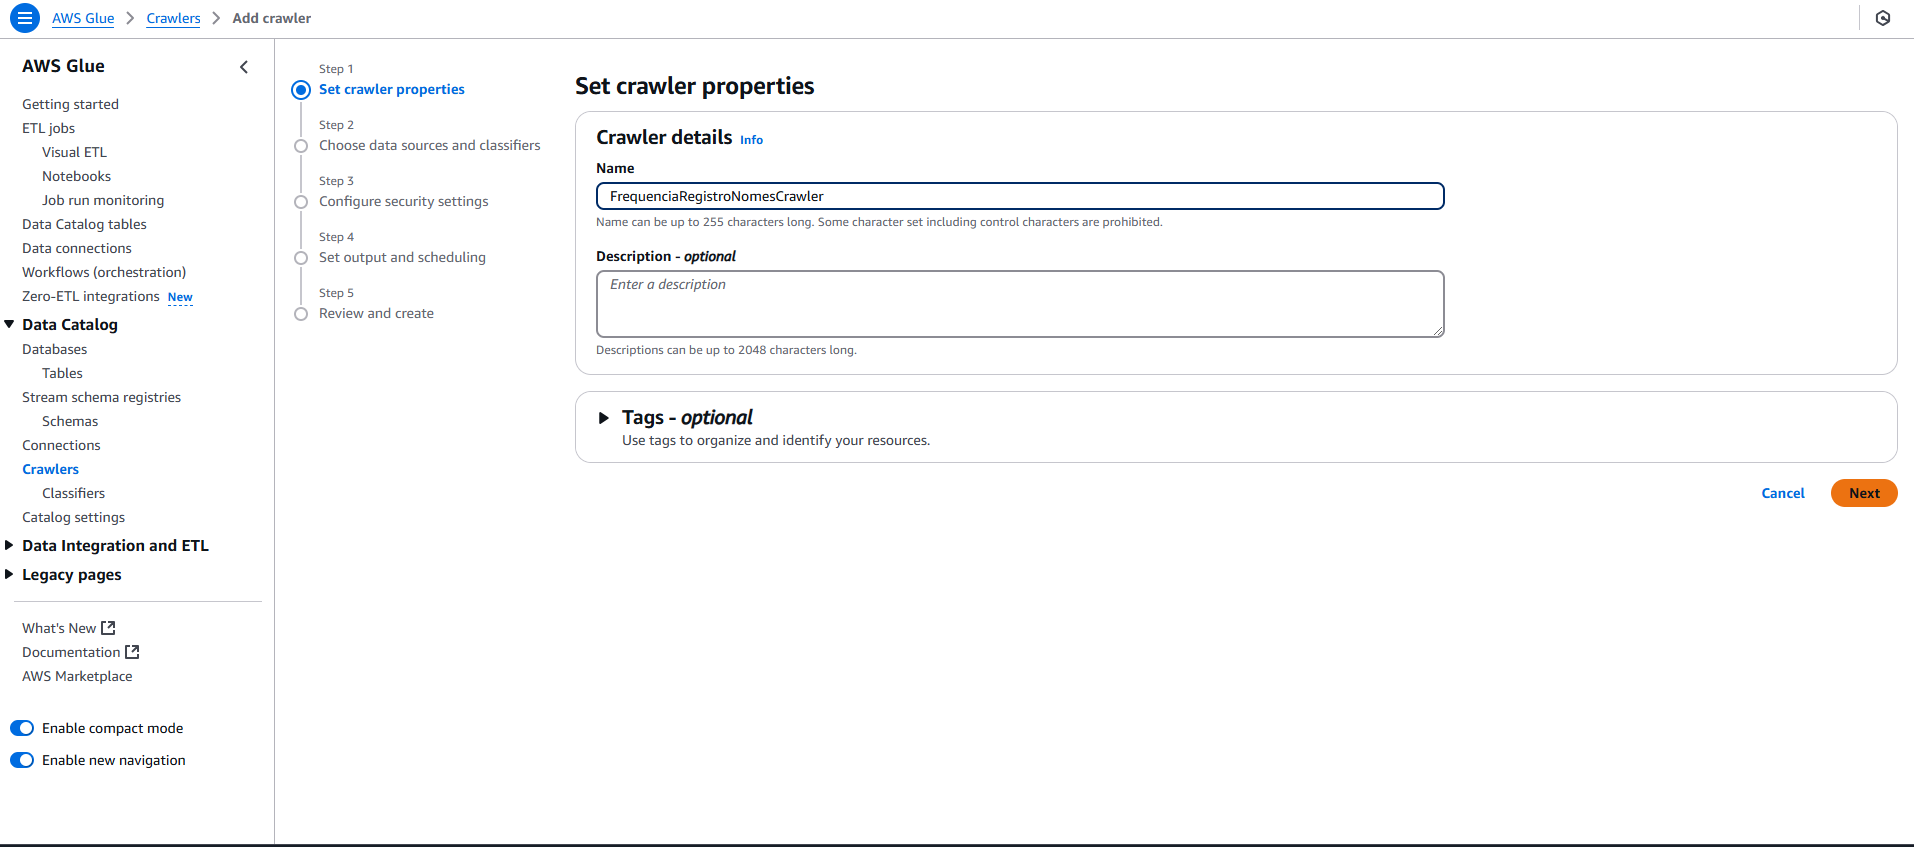 AWS Glue > Crawlers > Add crawler
AWS Glue
Getting started
ETL jobs
Visual ETL
Notebooks
Job run monitoring
Data Catalog tables
Data connections
Workflows (orchestration)
Zero-ETL integrations New
Data Catalog
Databases
Tables
Stream schema registries
Schemas
Connections
Crawlers
Classifiers
Catalog settings
Data Integration and ETL
Legacy pages
What's New
Documentation
AWS Marketplace
Enable compact mode
Enable new navigation
Step 1
Set crawler properties
Step 2
Choose data sources and classifiers
Step 3
Configure security settings
Step 4
Set output and scheduling
Step 5
Review and create
Set crawler properties
Crawler details Info
Name
FrequenciaRegistroNomesCrawler
Name can be up to 255 characters long. Some character set including control characters are prohibited.
Description - optional
Enter a description
Descriptions can be up to 2048 characters long.
Tags - optional
Use tags to organize and identify your resources.
Cancel
Next